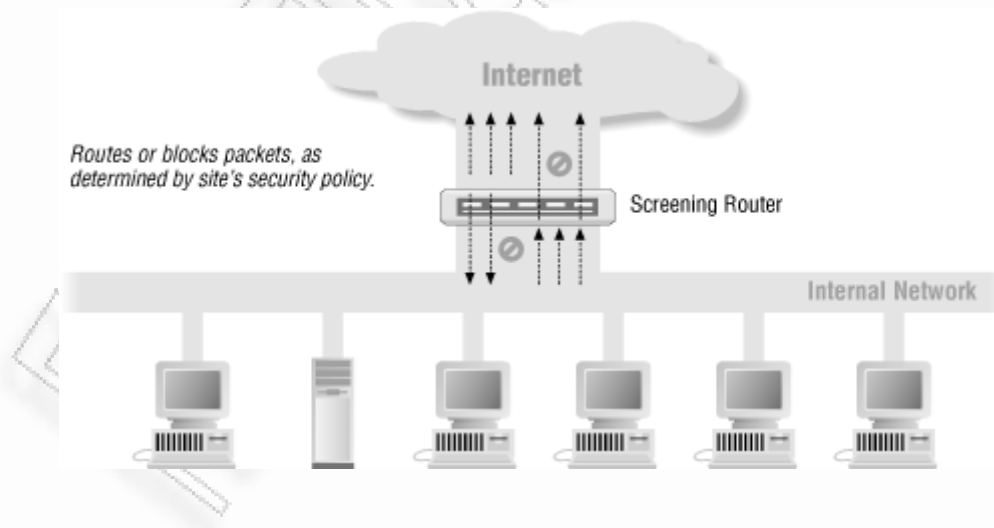 Internet
Routes or blocks packets, as
determined by site's security policy.
Screening Router
Internal Network